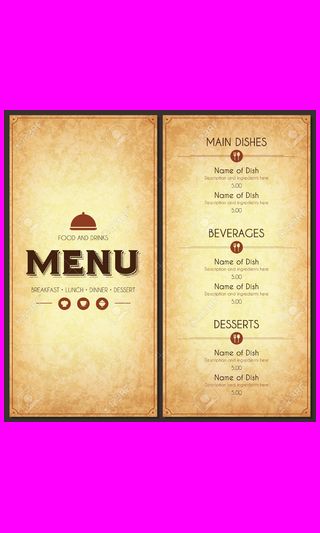 FOOD AND DRINKS
MENU
BREAKFAST • LUNCH • DINNER • DESSERT
MAIN DISHES
Name of Dish
Description and ingredients here
5.00
Name of Dish
Description and ingredients here
5.00
BEVERAGES
Name of Dish
Description and ingredients here
5.00
Name of Dish
Description and ingredients here
5.00
DESSERTS
Name of Dish
Description and ingredients here
5.00
Name of Dish
Description and ingredients here
5.00